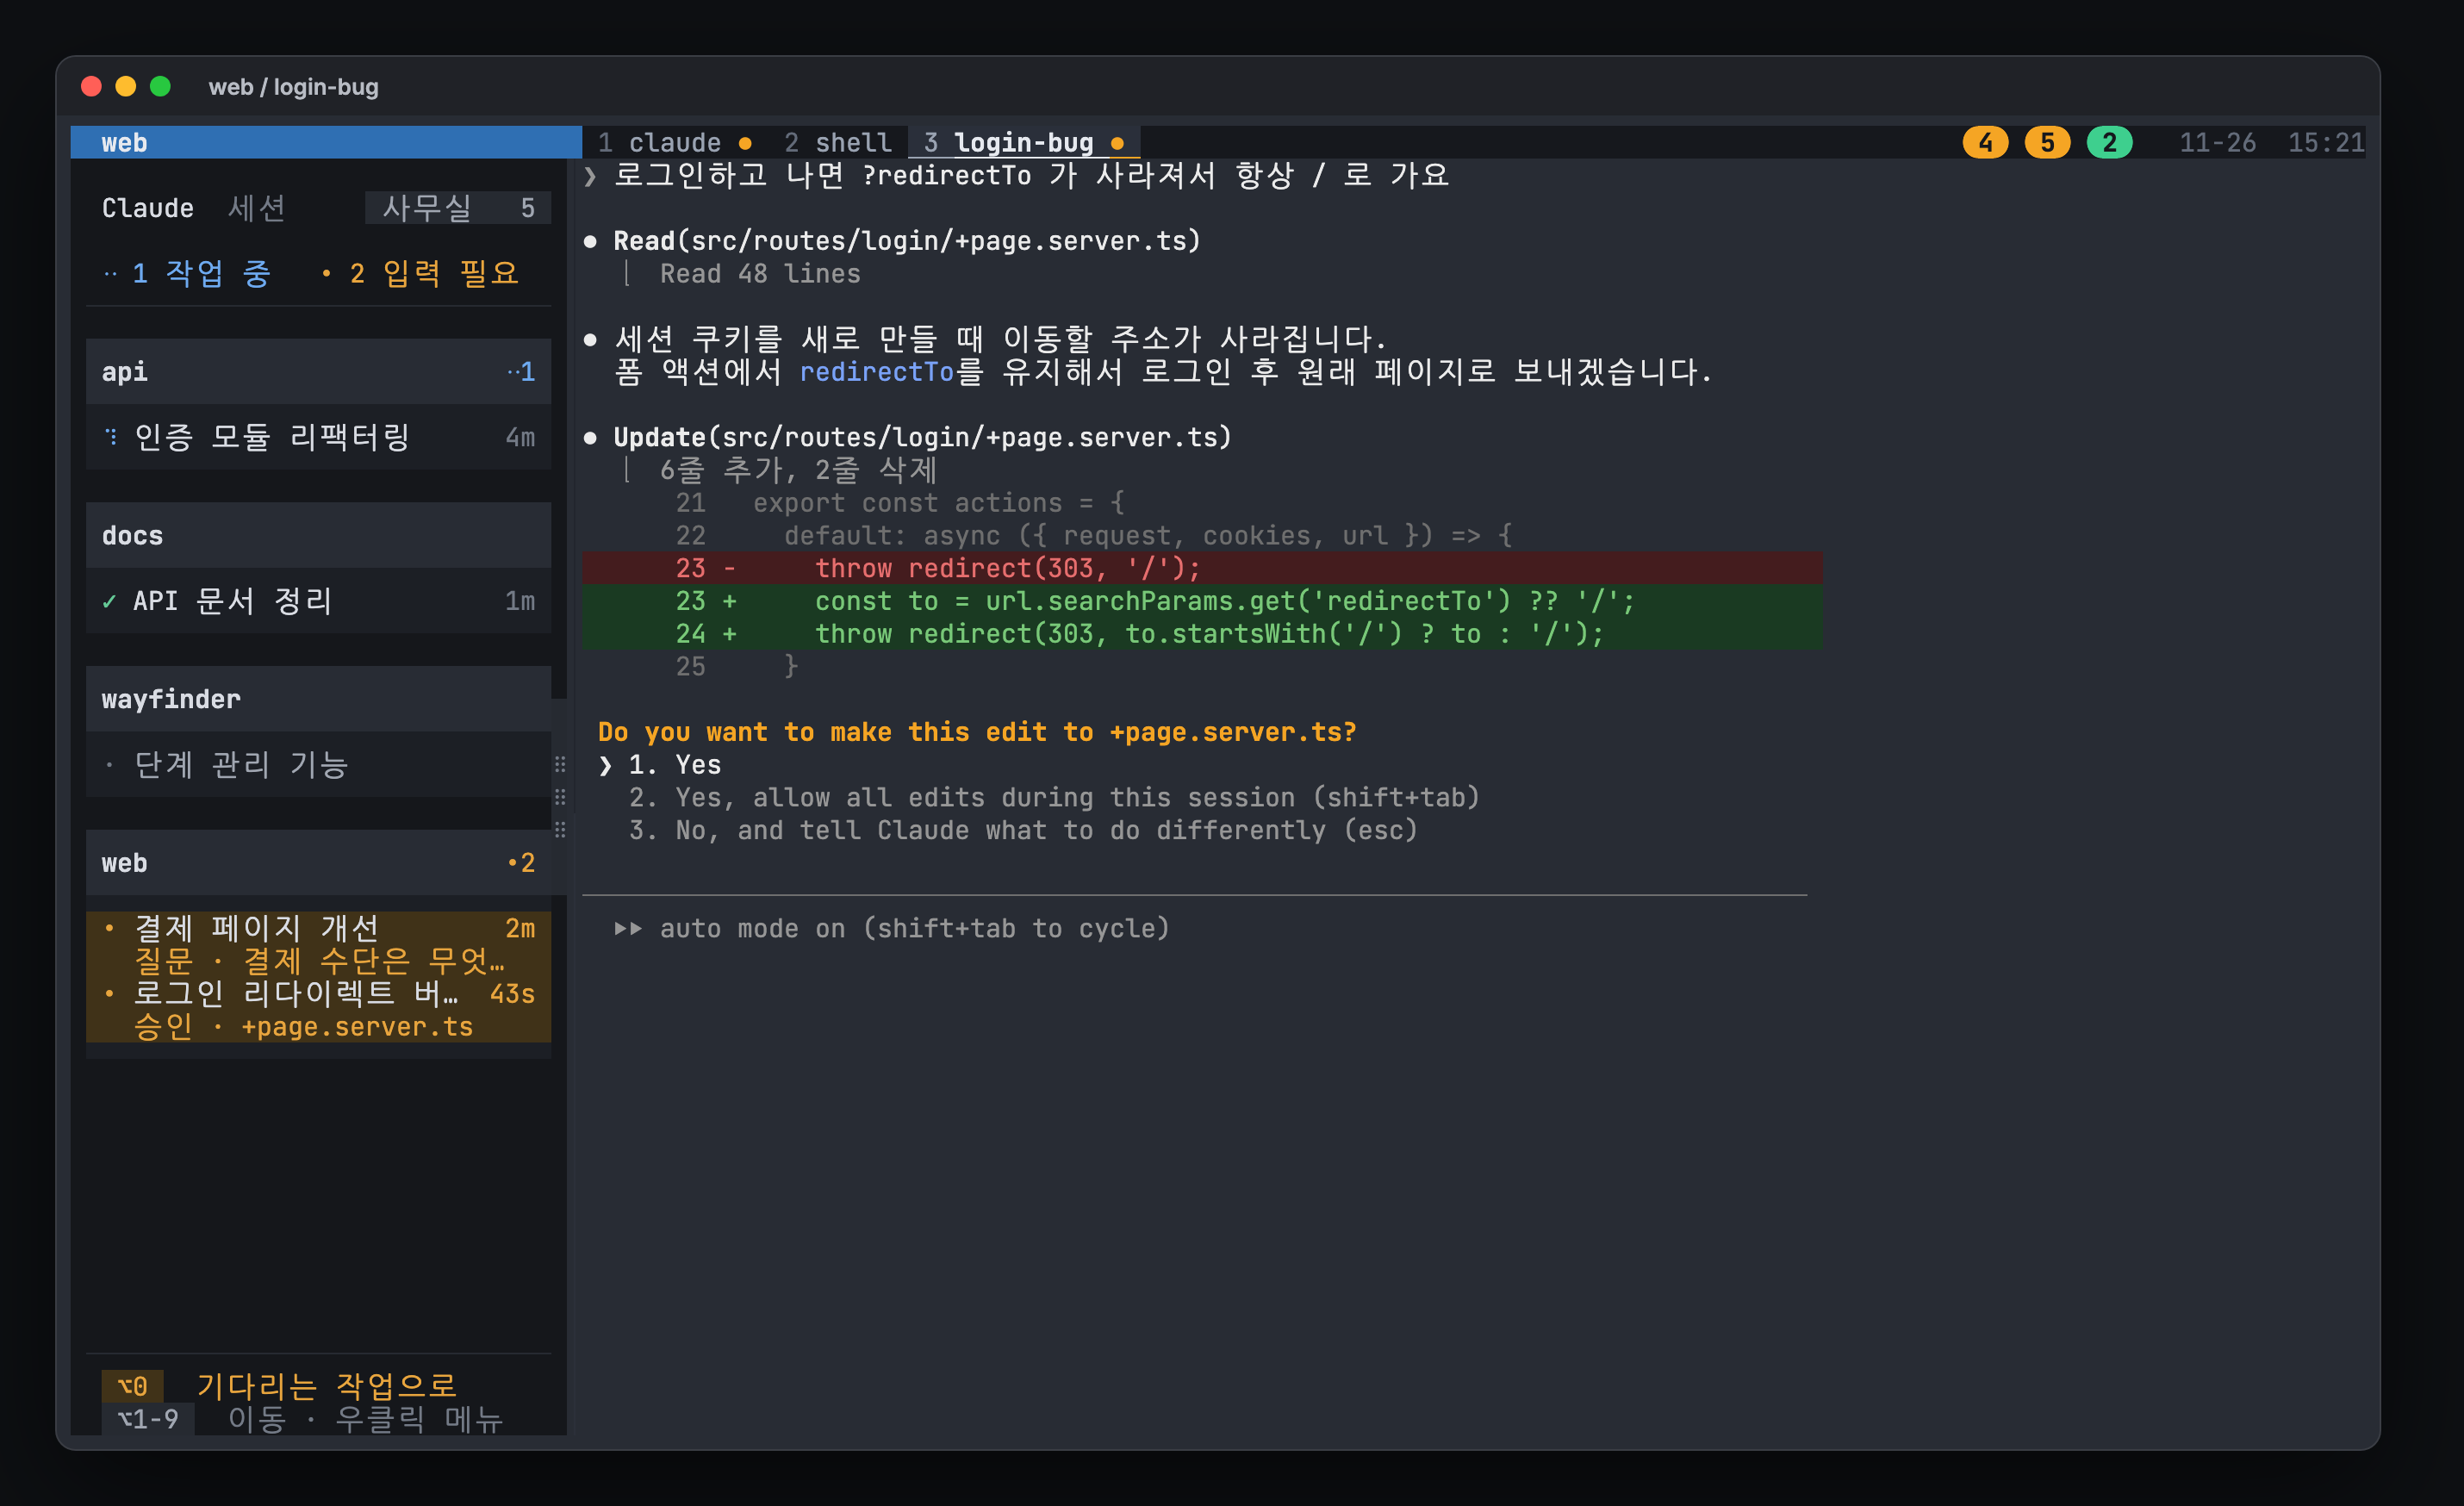 web / login-bug
web
1 claude ● 2 shell 3 login-bug ● 4 5 2 11-26 15:21
Claude 세션 사무실 5
·· 1 작업 중 • 2 입력 필요
api ··1
인증 모듈 리팩터링 4m
docs
✓ API 문서 정리 1m
wayfinder
· 단계 관리 기능
web •2
• 결제 페이지 개선 2m
질문 · 결제 수단은 무엇…
• 로그인 리다이렉트 버… 43s
승인 · +page.server.ts
⌥0 기다리는 작업으로
⌥1-9 이동 · 우클릭 메뉴
❯ 로그인하고 나면 ?redirectTo 가 사라져서 항상 / 로 가요
● Read(src/routes/login/+page.server.ts)
⎣ Read 48 lines
● 세션 쿠키를 새로 만들 때 이동할 주소가 사라집니다.
폼 액션에서 redirectTo를 유지해서 로그인 후 원래 페이지로 보내겠습니다.
● Update(src/routes/login/+page.server.ts)
⎣ 6줄 추가, 2줄 삭제
21 export const actions = {
22 default: async ({ request, cookies, url }) => {
23 - throw redirect(303, '/');
23 + const to = url.searchParams.get('redirectTo') ?? '/';
24 + throw redirect(303, to.startsWith('/') ? to : '/');
25 }
Do you want to make this edit to +page.server.ts?
❯ 1. Yes
2. Yes, allow all edits during this session (shift+tab)
3. No, and tell Claude what to do differently (esc)
▸▸ auto mode on (shift+tab to cycle)